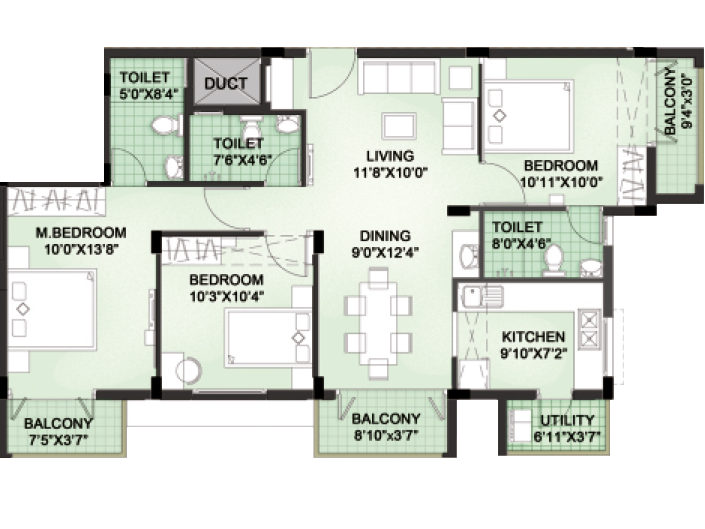 TOILET
5'0"X8'4"
DUCT
TOILET
7'6"X4'6"
LIVING
11'8"X10'0"
BEDROOM
10'11"X10'0"
BALCONY
9'4"x3'0"
M.BEDROOM
10'0"X13'8"
BEDROOM
10'3"X10'4"
DINING
9'0"X12'4"
TOILET
8'0"X4'6"
KITCHEN
9'10"X7'2"
BALCONY
7'5"X3'7"
BALCONY
8'10"x3'7"
UTILITY
6'11"X3'7"